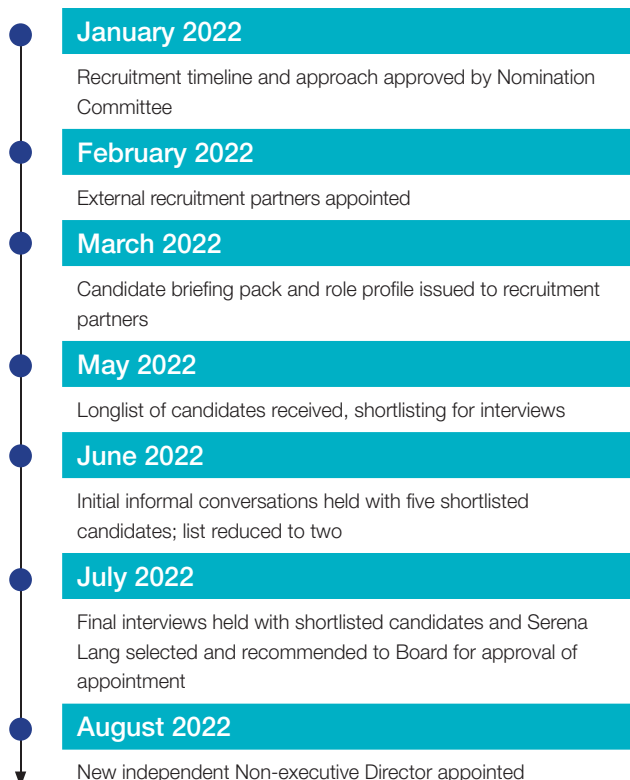 January 2022
Recruitment timeline and approach approved by Nomination
Committee
February 2022
External recruitment partners appointed
March 2022
Candidate briefing pack and role profile issued to recruitment
partners
May 2022
Longlist of candidates received, shortlisting for interviews
June 2022
Initial informal conversations held with five shortlisted
candidates; list reduced to two
July 2022
Final interviews held with shortlisted candidates and Serena
Lang selected and recommended to Board for approval of
appointment
August 2022
New independent Non-executive Director appointed